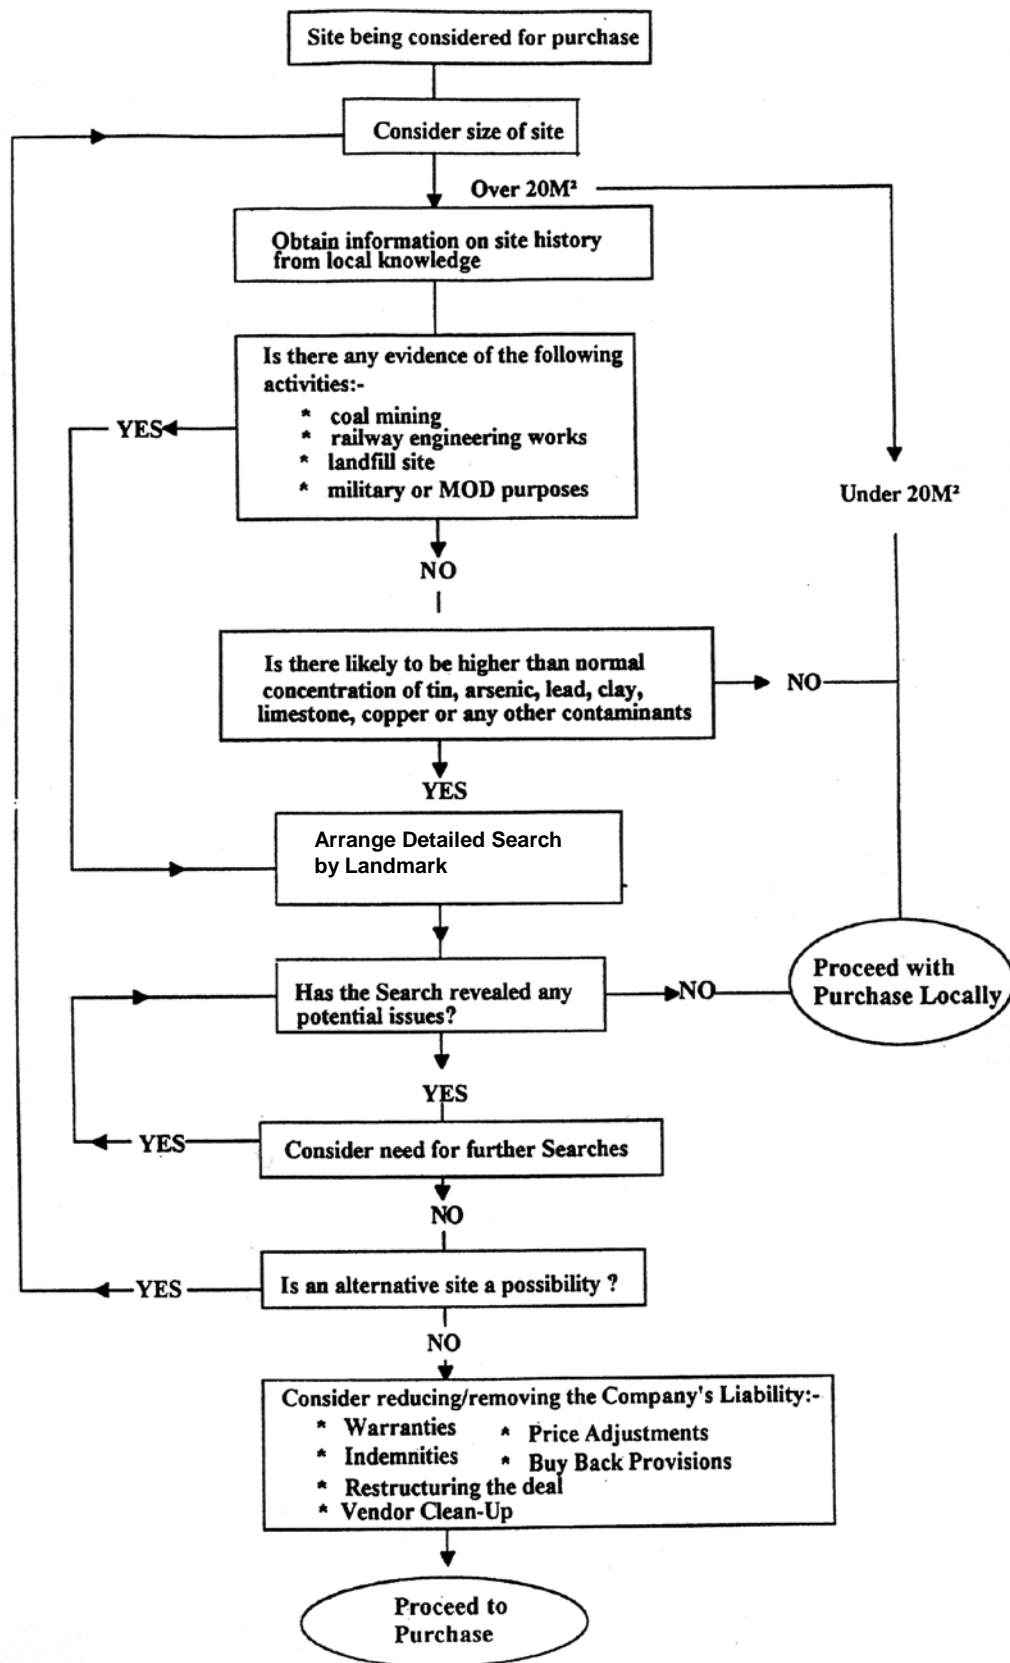 Site being considered for purchase
Consider size of site
Over 20M²
Obtain information on site history
from local knowledge
Is there any evidence of the following
activities:-
* coal mining
* railway engineering works
* landfill site
* military or MOD purposes
YES
Under 20M²
NO
Is there likely to be higher than normal
concentration of tin, arsenic, lead, clay,
limestone, copper or any other contaminants
NO
YES
Arrange Detailed Search
by Landmark
Has the Search revealed any
potential issues?
NO
Proceed with
Purchase Locally
YES
Consider need for further Searches
YES
NO
Is an alternative site a possibility ?
YES
NO
Consider reducing/removing the Company's Liability:-
* Warranties * Price Adjustments
* Indemnities * Buy Back Provisions
* Restructuring the deal
* Vendor Clean-Up
Proceed to
Purchase